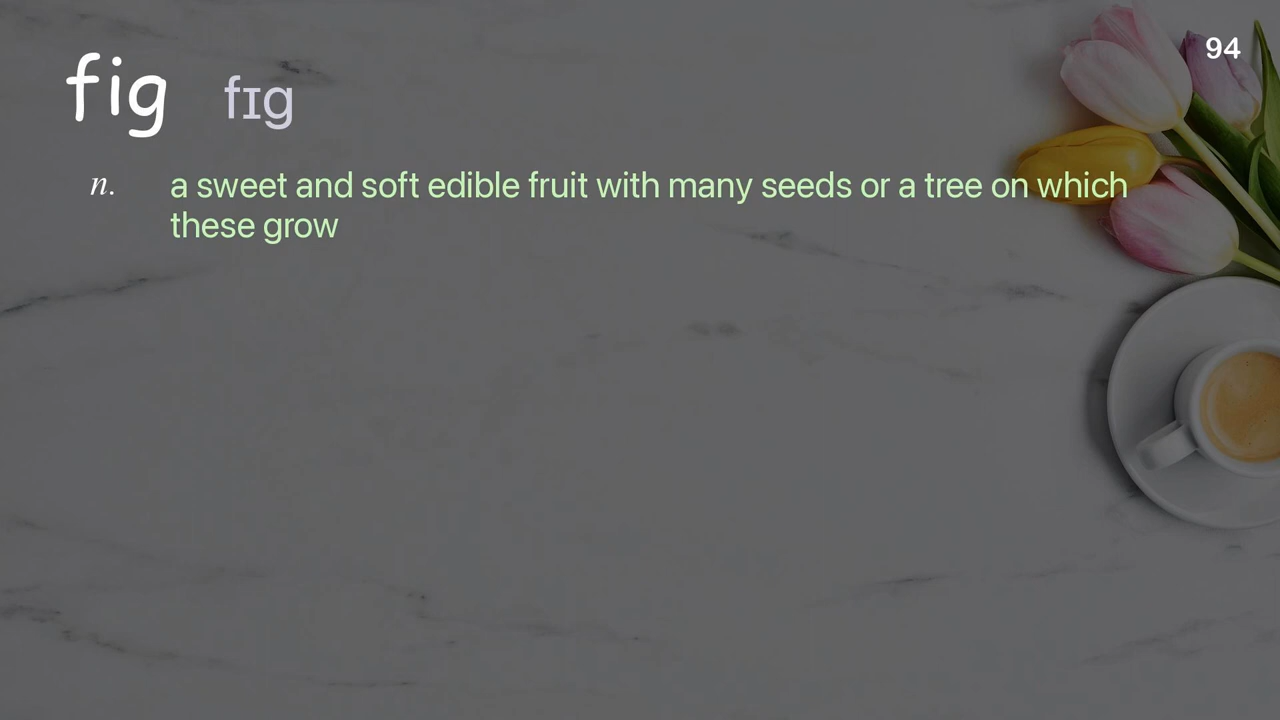 94
fig fɪg
n. a sweet and soft edible fruit with many seeds or a tree on which
these grow